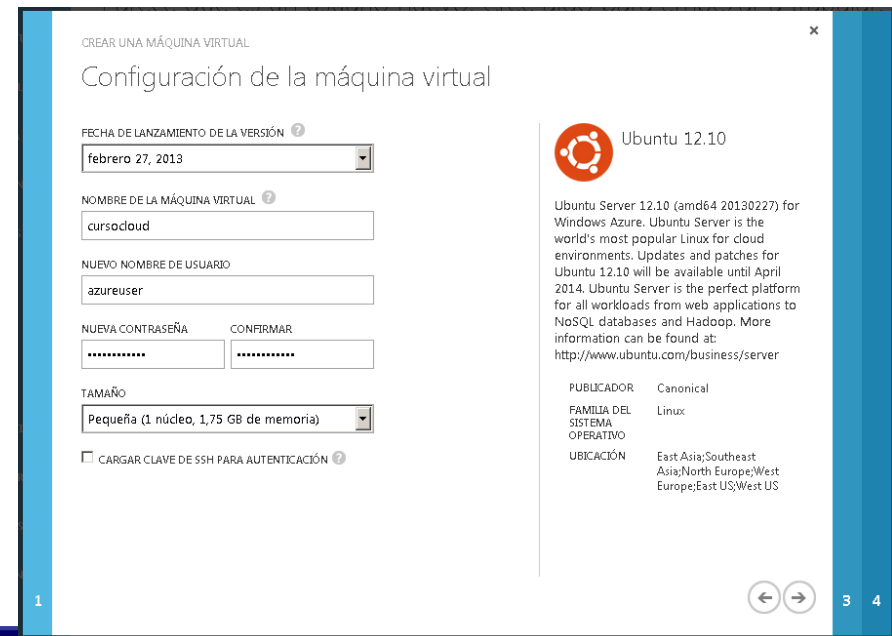 CREAR UNA MÁQUINA VIRTUAL
×
Configuración de la máquina virtual
FECHA DE LANZAMIENTO DE LA VERSIÓN ?
febrero 27, 2013
NOMBRE DE LA MÁQUINA VIRTUAL ?
cursocloud
NUEVO NOMBRE DE USUARIO
azureuser
NUEVA CONTRASEÑA CONFIRMAR
•••••••••••• ••••••••••••
TAMAÑO
Pequeña (1 núcleo, 1,75 GB de memoria)
CARGAR CLAVE DE SSH PARA AUTENTICACIÓN ?
Ubuntu 12.10
Ubuntu Server 12.10 (amd64 20130227) for
Windows Azure. Ubuntu Server is the
world's most popular Linux for cloud
environments. Updates and patches for
Ubuntu 12.10 will be available until April
2014. Ubuntu Server is the perfect platform
for all workloads from web applications to
NoSQL databases and Hadoop. More
information can be found at:
http://www.ubuntu.com/business/server
PUBLICADOR Canonical
FAMILIA DEL Linux
SISTEMA
OPERATIVO
UBICACIÓN East Asia;Southeast
Asia;North Europe;West
Europe;East US;West US
1
3 4